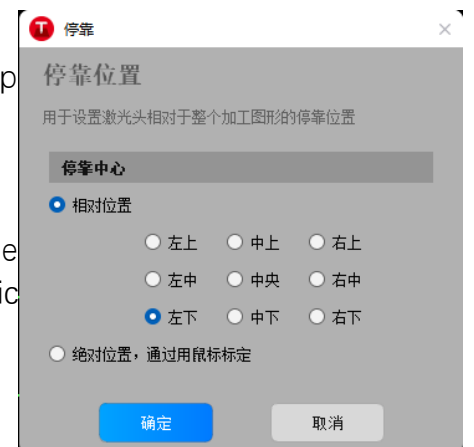 停靠
停靠位置
用于设置激光头相对于整个加工图形的停靠位置
停靠中心
相对位置
左上 中上 右上
左中 中央 右中
左下 中下 右下
绝对位置，通过用鼠标标定
确定 取消
p
e
ic